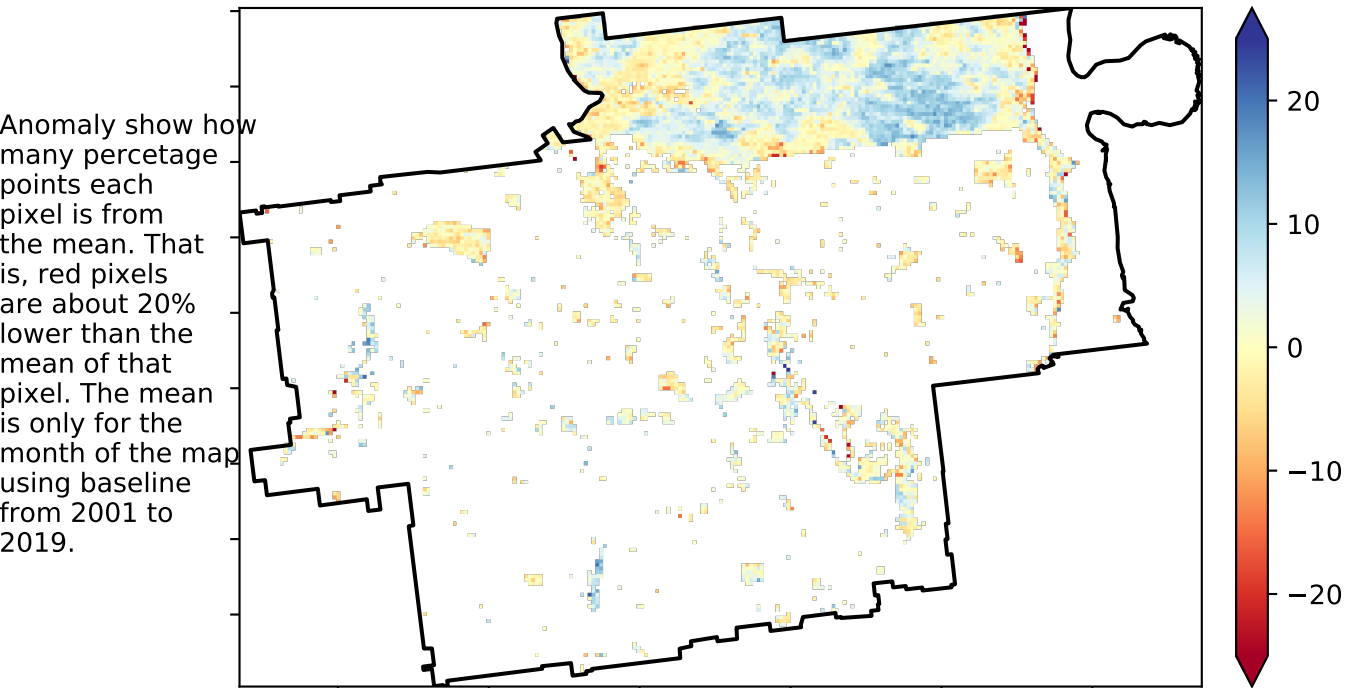 Anomaly show how
many percetage
points each
pixel is from
the mean. That
is, red pixels
are about 20%
lower than the
mean of that
pixel. The mean
is only for the
month of the map
using baseline
from 2001 to
2019.
20
10
0
−10
−20